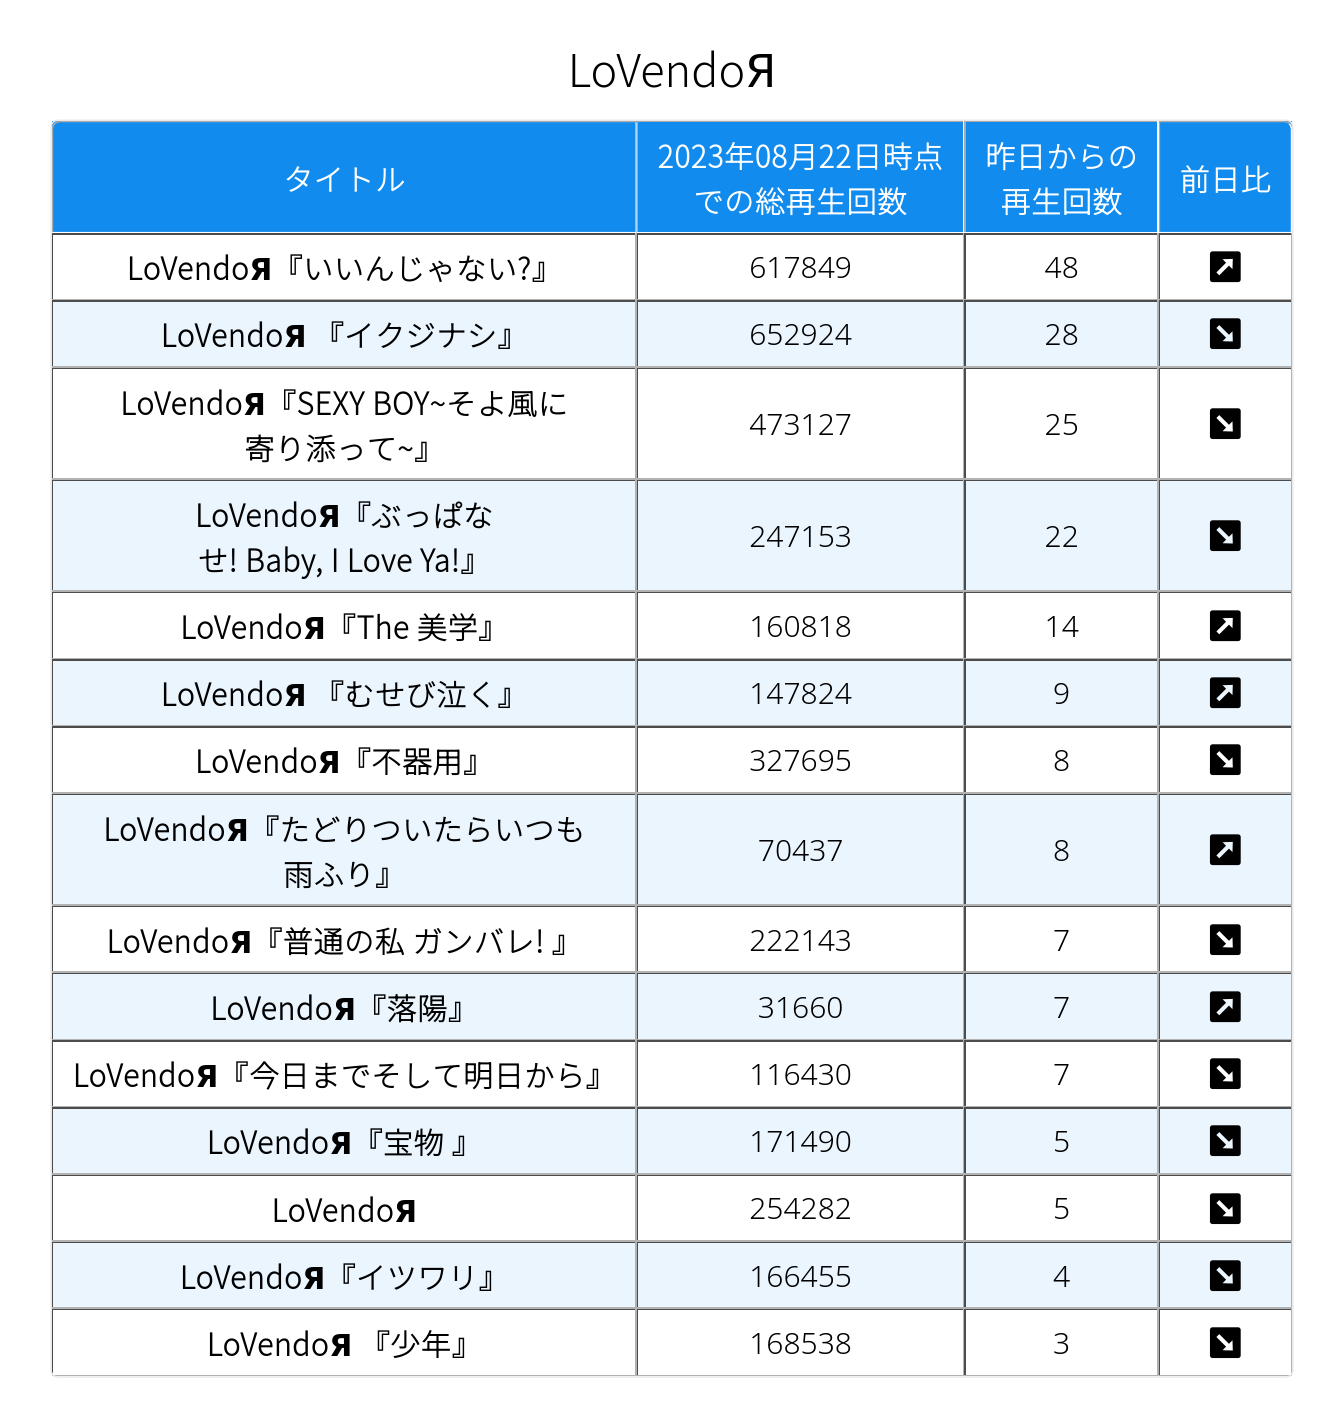 LoVendoЯ
タイトル
2023年08月22日時点
での総再生回数
昨日からの
再生回数
前日比
LoVendoЯ『いいんじゃない?』
617849
48
↗
LoVendoЯ 『イクジナシ』
652924
28
↘
LoVendoЯ『SEXY BOY~そよ風に
寄り添って~』
473127
25
↘
LoVendoЯ『ぶっぱな
せ! Baby, I Love Ya!』
247153
22
↘
LoVendoЯ『The 美学』
160818
14
↗
LoVendoЯ 『むせび泣く』
147824
9
↗
LoVendoЯ『不器用』
327695
8
↘
LoVendoЯ『たどりついたらいつも
雨ふり』
70437
8
↗
LoVendoЯ『普通の私 ガンバレ! 』
222143
7
↘
LoVendoЯ『落陽』
31660
7
↗
LoVendoЯ『今日までそして明日から』
116430
7
↘
LoVendoЯ『宝物 』
171490
5
↘
LoVendoЯ
254282
5
↘
LoVendoЯ『イツワリ』
166455
4
↘
LoVendoЯ 『少年』
168538
3
↘